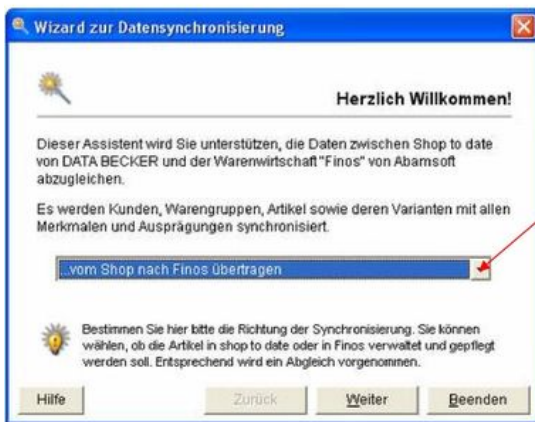 Wizard zur Datensynchronisierung
Herzlich Willkommen!
Dieser Assistent wird Sie unterstützen, die Daten zwischen Shop to date
von DATA BECKER und der Warenwirtschaft "Finos" von Abamsoft
abzugleichen.
Es werden Kunden, Warengruppen, Artikel sowie deren Varianten mit allen
Merkmalen und Ausprägungen synchronisiert.
...vom Shop nach Finos übertragen
Bestimmen Sie hier bitte die Richtung der Synchronisierung. Sie können
wählen, ob die Artikel in shop to date oder in Finos verwaltet und gepflegt
werden soll. Entsprechend wird ein Abgleich vorgenommen.
Hilfe Zurück Weiter Beenden